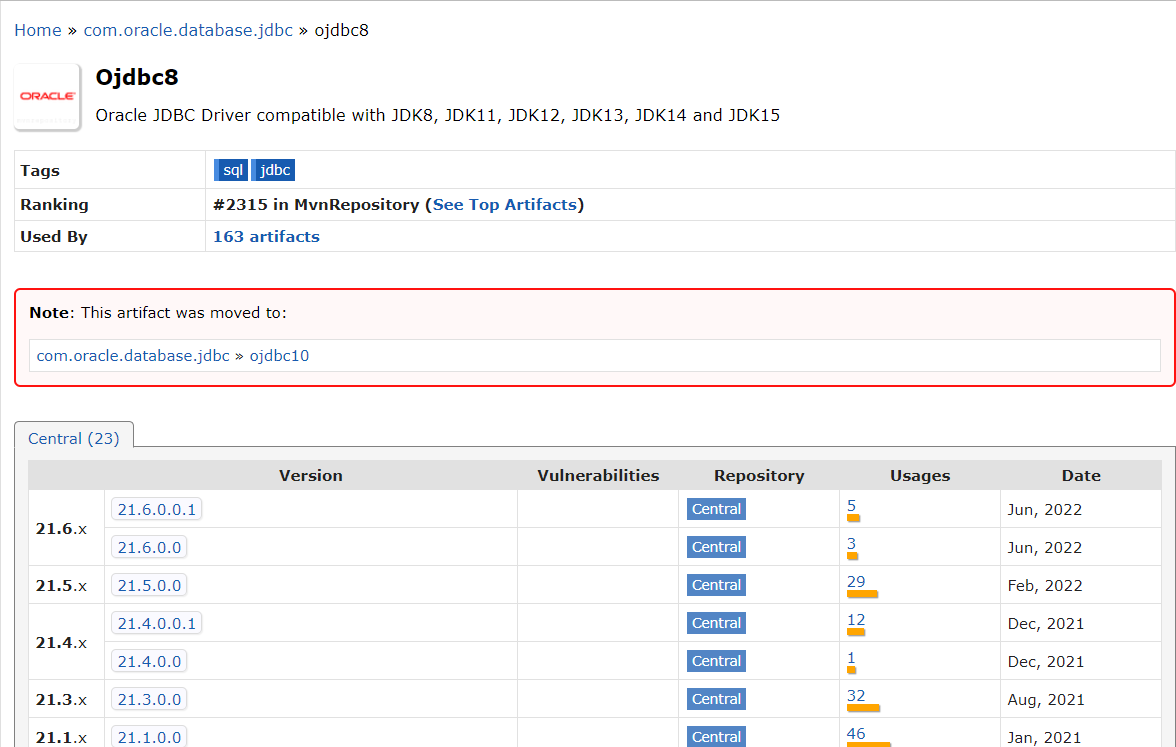 Home » com.oracle.database.jdbc » ojdbc8
ORACLE
Ojdbc8
Oracle JDBC Driver compatible with JDK8, JDK11, JDK12, JDK13, JDK14 and JDK15
Tags sql jdbc
Ranking #2315 in MvnRepository (See Top Artifacts)
Used By 163 artifacts
Note: This artifact was moved to:
com.oracle.database.jdbc » ojdbc10
Central (23)
Version Vulnerabilities Repository Usages Date
21.6.x 21.6.0.0.1 Central 5 Jun, 2022
21.6.0.0 Central 3 Jun, 2022
21.5.x 21.5.0.0 Central 29 Feb, 2022
21.4.x 21.4.0.0.1 Central 12 Dec, 2021
21.4.0.0 Central 1 Dec, 2021
21.3.x 21.3.0.0 Central 32 Aug, 2021
21.1.x 21.1.0.0 Central 46 Jan, 2021